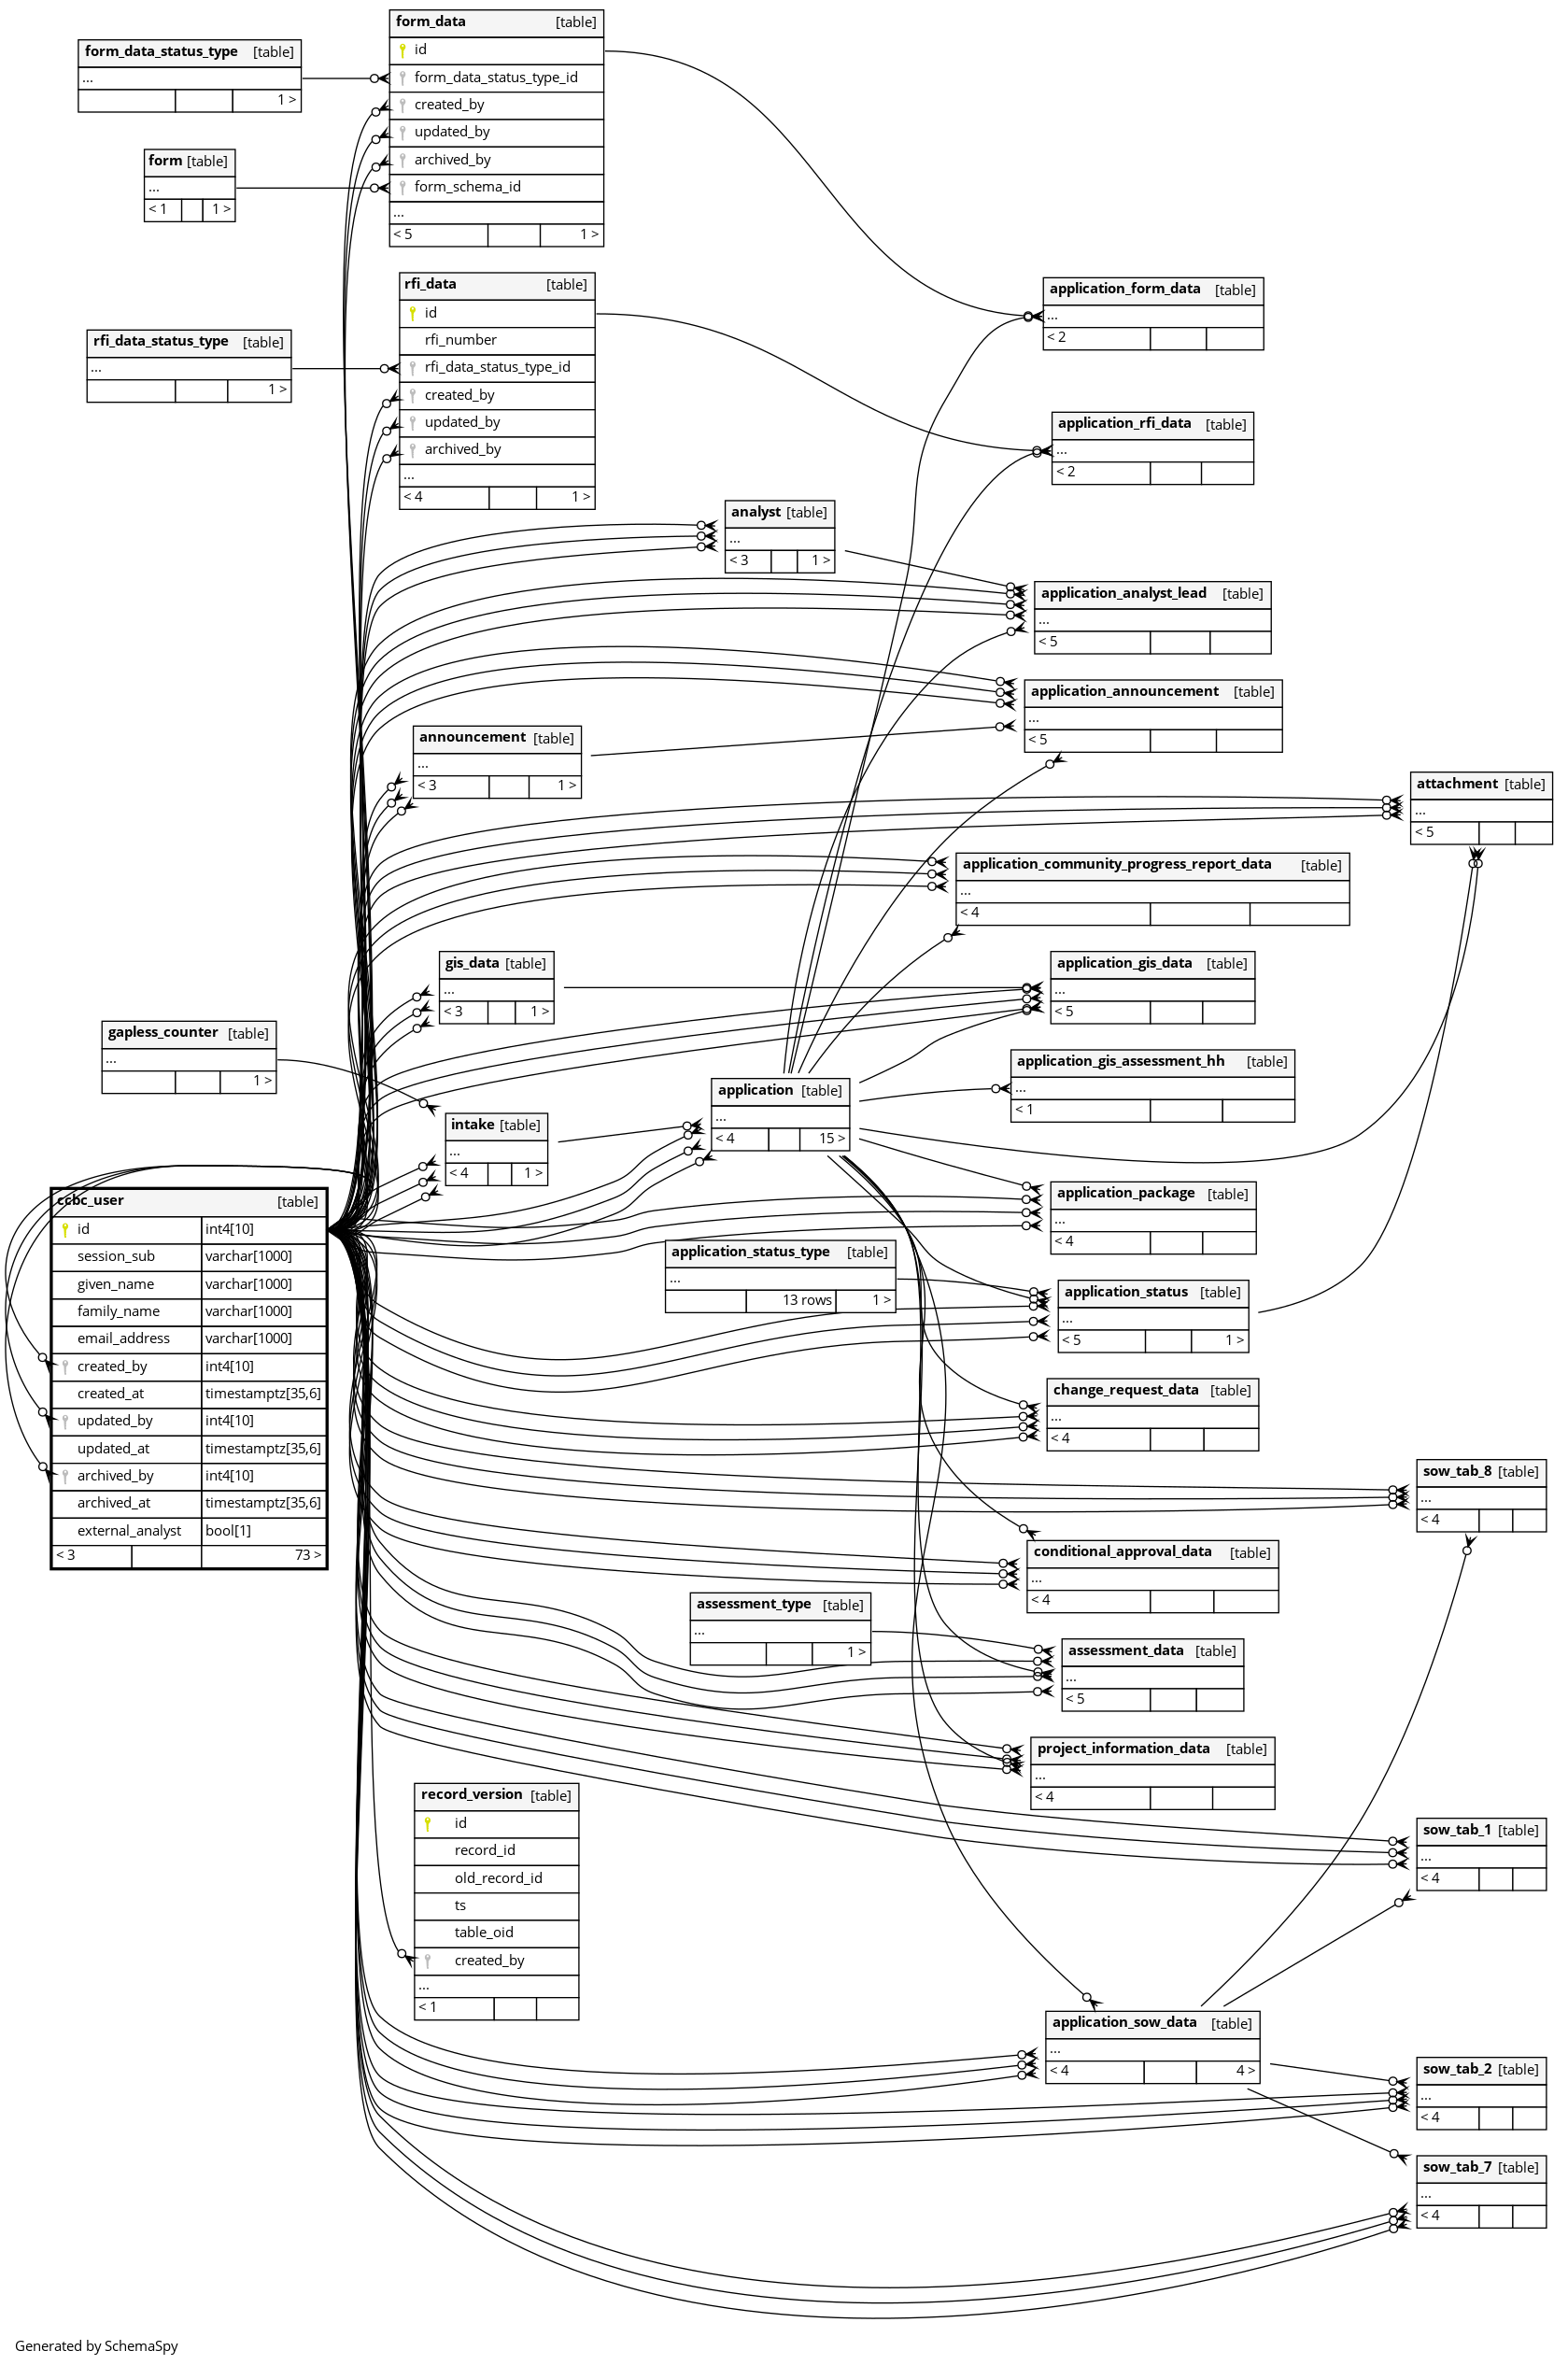 form_data [table]
id
form_data_status_type_id
created_by
updated_by
archived_by
form_schema_id
...
< 5 1 >
form_data_status_type [table]
...
1 >
form [table]
...
< 1 1 >
rfi_data [table]
id
rfi_number
rfi_data_status_type_id
created_by
updated_by
archived_by
...
< 4 1 >
rfi_data_status_type [table]
...
1 >
application_form_data [table]
...
< 2
application_rfi_data [table]
...
< 2
analyst [table]
...
< 3 1 >
application_analyst_lead [table]
...
< 5
application_announcement [table]
...
< 5
announcement [table]
...
< 3 1 >
attachment [table]
...
< 5
application_community_progress_report_data [table]
...
< 4
gis_data [table]
...
< 3 1 >
application_gis_data [table]
...
< 5
gapless_counter [table]
...
1 >
application_gis_assessment_hh [table]
...
< 1
application [table]
...
< 4 15 >
intake [table]
...
< 4 1 >
ccbc_user [table]
id int4[10]
session_sub varchar[1000]
given_name varchar[1000]
family_name varchar[1000]
email_address varchar[1000]
created_by int4[10]
created_at timestamptz[35,6]
updated_by int4[10]
updated_at timestamptz[35,6]
archived_by int4[10]
archived_at timestamptz[35,6]
external_analyst bool[1]
< 3 73 >
application_package [table]
...
< 4
application_status_type [table]
...
13 rows 1 >
application_status [table]
...
< 5 1 >
change_request_data [table]
...
< 4
sow_tab_8 [table]
...
< 4
conditional_approval_data [table]
...
< 4
assessment_type [table]
...
1 >
assessment_data [table]
...
< 5
project_information_data [table]
...
< 4
record_version [table]
id
record_id
old_record_id
ts
table_oid
created_by
...
< 1
sow_tab_1 [table]
...
< 4
application_sow_data [table]
...
< 4 4 >
sow_tab_2 [table]
...
< 4
sow_tab_7 [table]
...
< 4
Generated by SchemaSpy